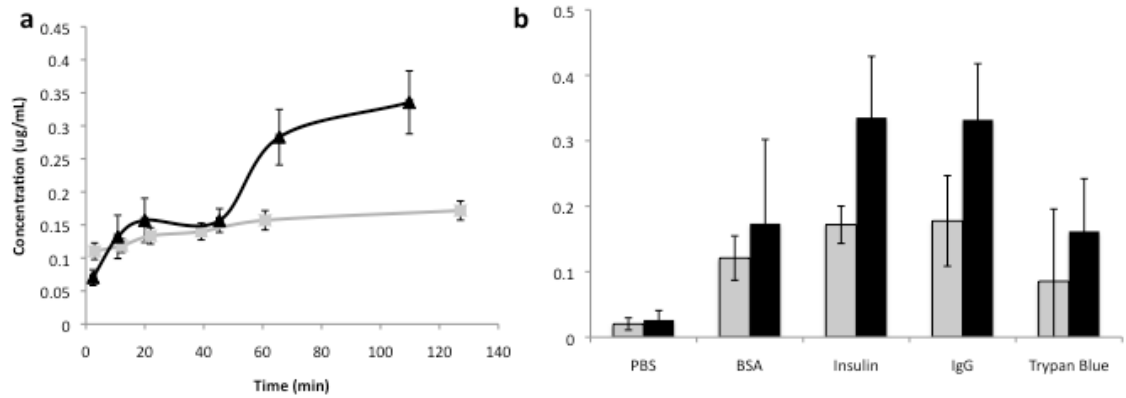 a
Concentration (ug/mL)
0.45
0.4
0.35
0.3
0.25
0.2
0.15
0.1
0.05
0
0 20 40 60 80 100 120 140
Time (min)
b
0.5
0.4
0.3
0.2
0.1
0
PBS BSA Insulin IgG Trypan Blue